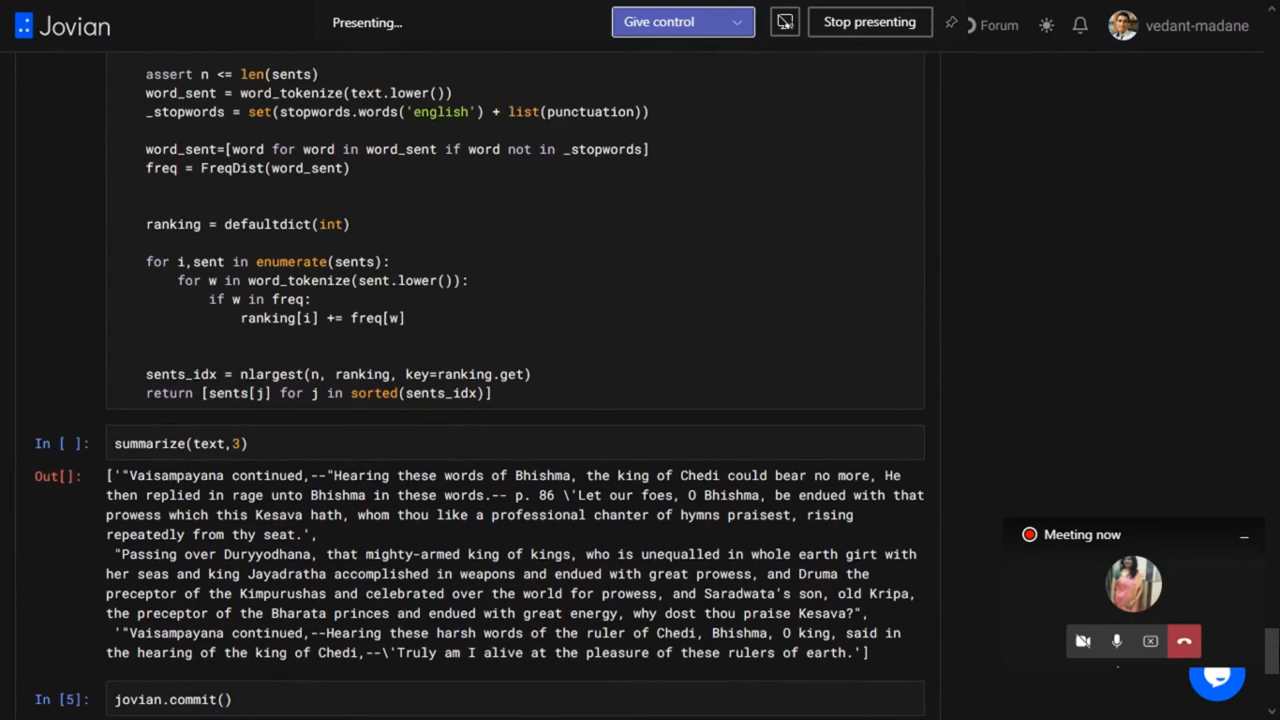 Jovian
Presenting...
Give control
Stop presenting
Forum
vedant-madane
assert n <= len(sents)
word_sent = word_tokenize(text.lower())
_stopwords = set(stopwords.words('english') + list(punctuation))
word_sent=[word for word in word_sent if word not in _stopwords]
freq = FreqDist(word_sent)
ranking = defaultdict(int)
for i,sent in enumerate(sents):
for w in word_tokenize(sent.lower()):
if w in freq:
ranking[i] += freq[w]
sents_idx = nlargest(n, ranking, key=ranking.get)
return [sents[j] for j in sorted(sents_idx)]
In [ ]: summarize(text,3)
Out[]: ['"Vaisampayana continued,--"Hearing these words of Bhishma, the king of Chedi could bear no more, He
then replied in rage unto Bhishma in these words.-- p. 86 \'Let our foes, O Bhishma, be endued with that
prowess which this Kesava hath, whom thou like a professional chanter of hymns praisest, rising
repeatedly from thy seat.',
"Passing over Duryyodhana, that mighty-armed king of kings, who is unequalled in whole earth girt with
her seas and king Jayadratha accomplished in weapons and endued with great prowess, and Druma the
preceptor of the Kimpurushas and celebrated over the world for prowess, and Saradwata's son, old Kripa,
the preceptor of the Bharata princes and endued with great energy, why dost thou praise Kesava?",
'"Vaisampayana continued,--Hearing these harsh words of the ruler of Chedi, Bhishma, O king, said in
the hearing of the king of Chedi,--\'Truly am I alive at the pleasure of these rulers of earth.']
Meeting now
In [5]: jovian.commit()